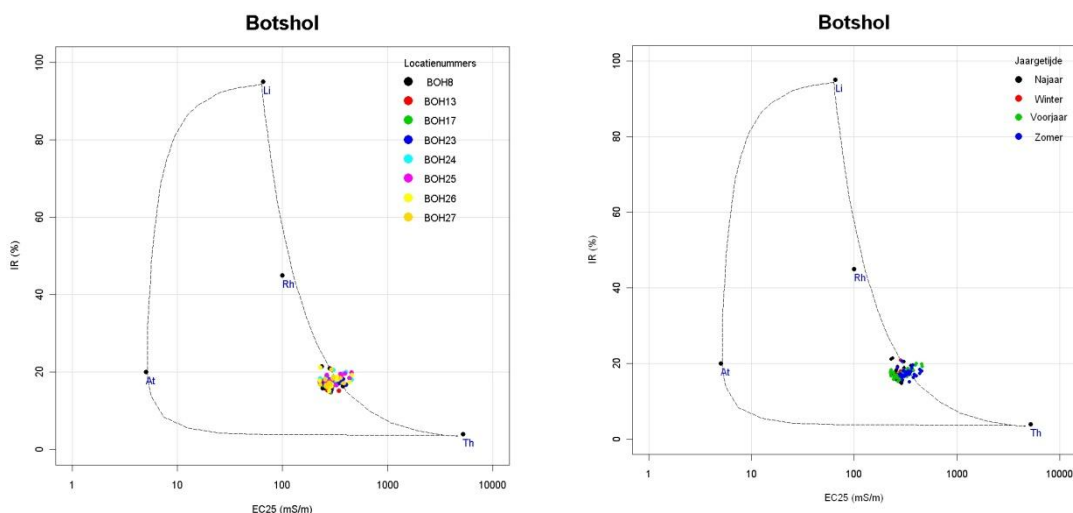 Botshol
IR (%)
100
80
60
40
20
0
Locatienummers
BOH8
BOH13
BOH17
BOH23
BOH24
BOH25
BOH26
BOH27
Li
Rh
At
Th
1 10 100 1000 10000
EC25 (mS/m)
Botshol
IR (%)
100
80
60
40
20
0
Jaargetijde
Najaar
Winter
Voorjaar
Zomer
Li
Rh
At
Th
1 10 100 1000 10000
EC25 (mS/m)